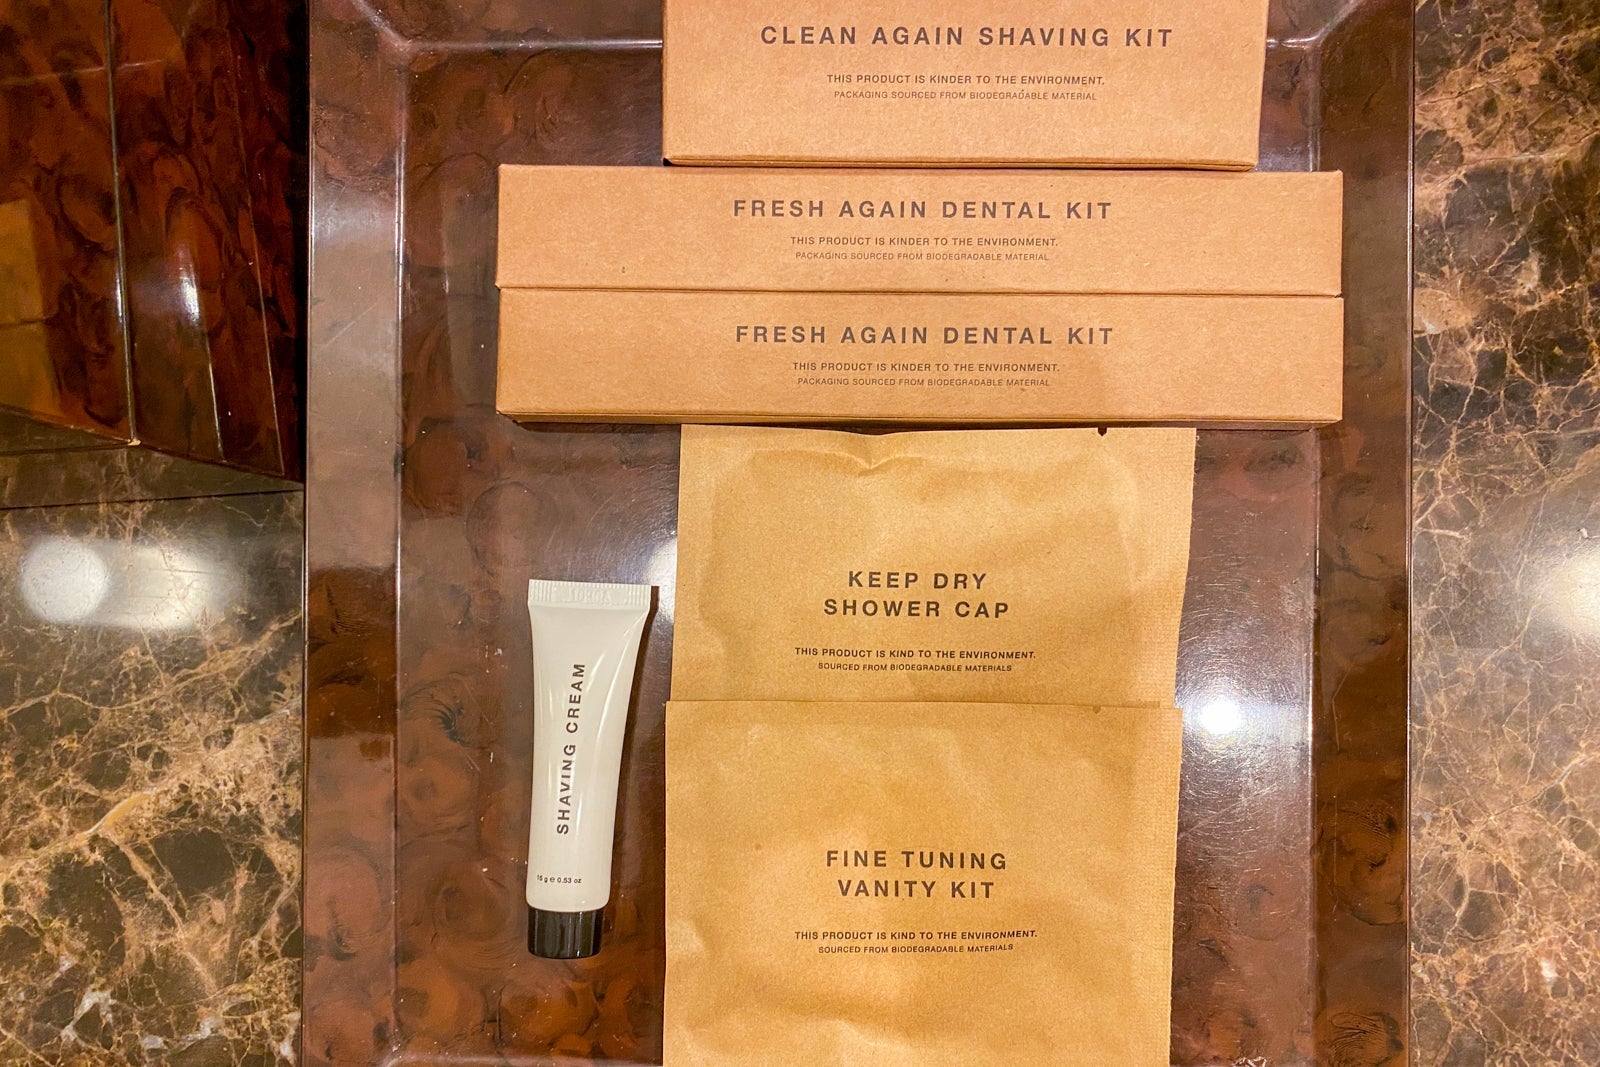 CLEAN AGAIN SHAVING KIT
THIS PRODUCT IS KINDER TO THE ENVIRONMENT.
PACKAGING SOURCED FROM BIODEGRADABLE MATERIAL
FRESH AGAIN DENTAL KIT
THIS PRODUCT IS KINDER TO THE ENVIRONMENT.
PACKAGING SOURCED FROM BIODEGRADABLE MATERIAL
FRESH AGAIN DENTAL KIT
THIS PRODUCT IS KINDER TO THE ENVIRONMENT.
PACKAGING SOURCED FROM BIODEGRADABLE MATERIAL
KEEP DRY
SHOWER CAP
THIS PRODUCT IS KIND TO THE ENVIRONMENT.
SOURCED FROM BIODEGRADABLE MATERIALS
SHAVING CREAM
15 g e 0.53 oz
FINE TUNING
VANITY KIT
THIS PRODUCT IS KIND TO THE ENVIRONMENT.
SOURCED FROM BIODEGRADABLE MATERIALS